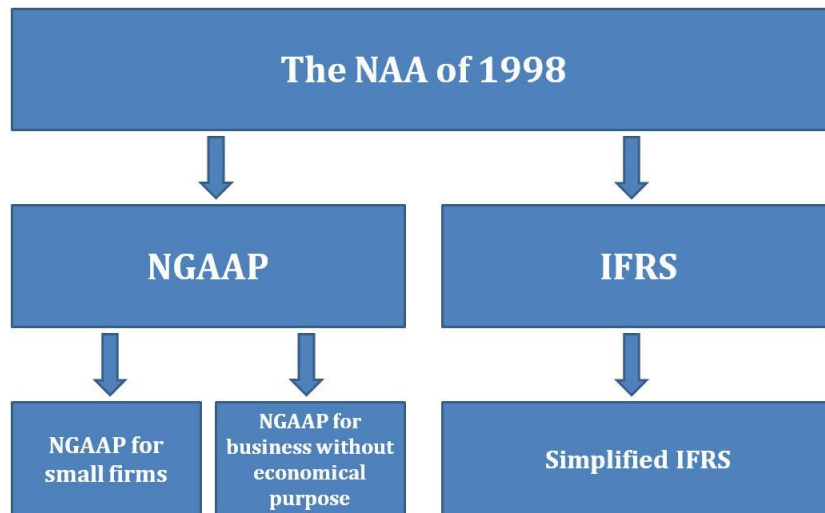 The NAA of 1998
NGAAP
IFRS
NGAAP for
small firms
NGAAP for
business without
economical
purpose
Simplified IFRS